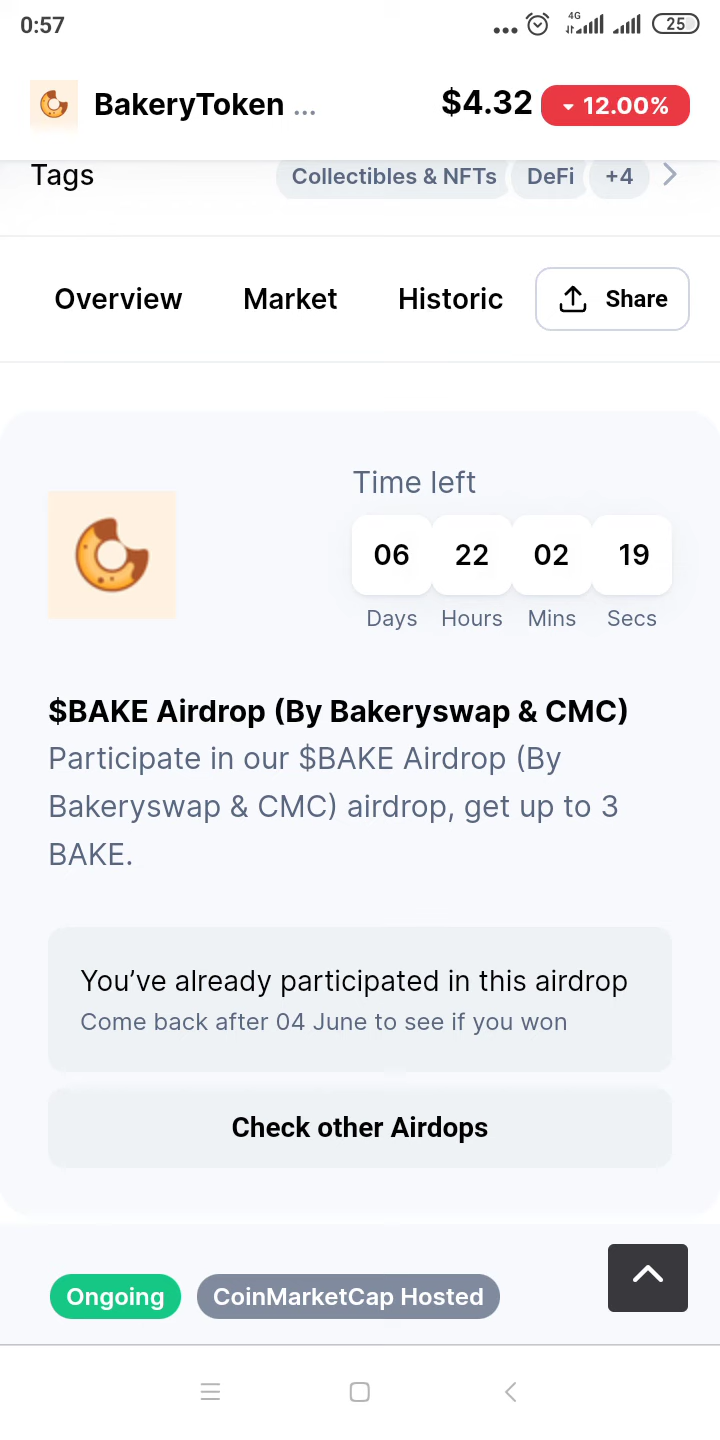 0:57
4G
25
BakeryToken ...
$4.32
12.00%
Tags
Collectibles & NFTs
DeFi
+4
Overview
Market
Historic
Share
Time left
06 22 02 19
Days Hours Mins Secs
$BAKE Airdrop (By Bakeryswap & CMC)
Participate in our $BAKE Airdrop (By
Bakeryswap & CMC) airdrop, get up to 3
BAKE.
You’ve already participated in this airdrop
Come back after 04 June to see if you won
Check other Airdops
Ongoing
CoinMarketCap Hosted